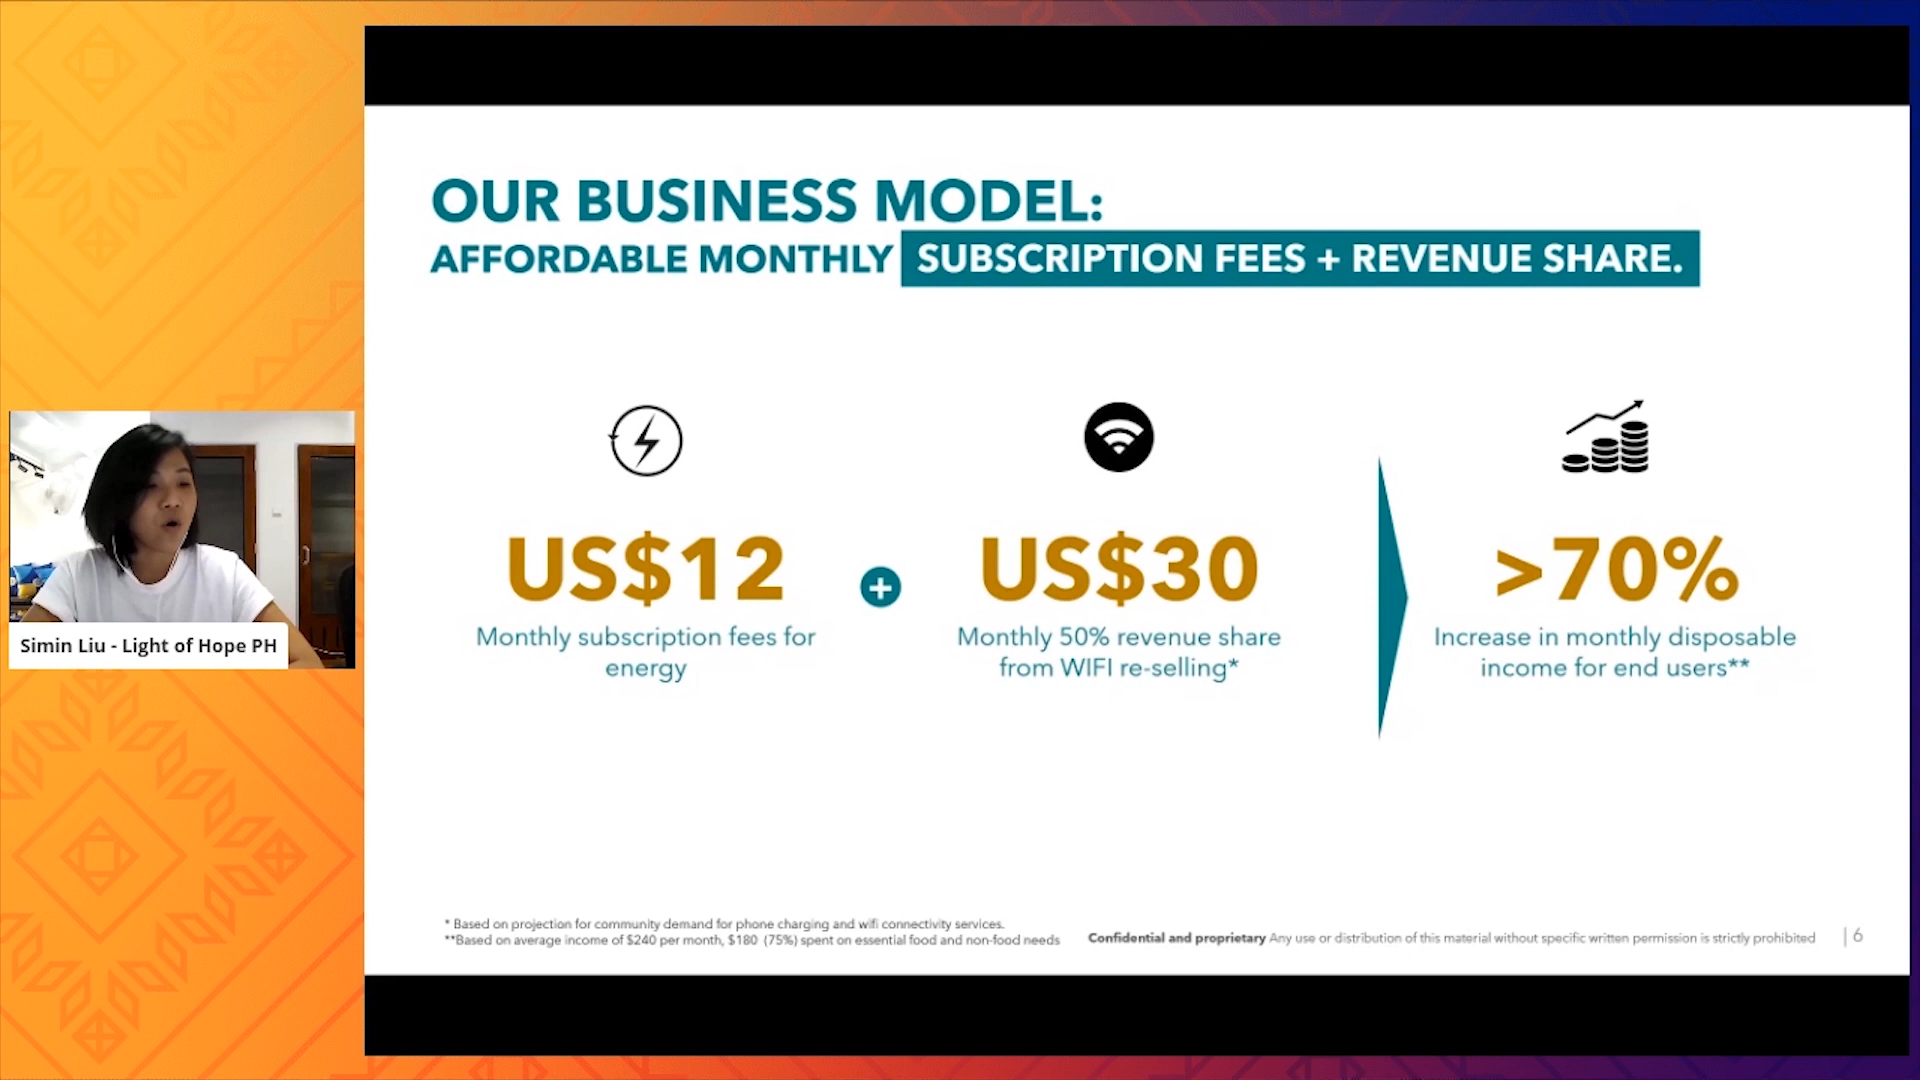 OUR BUSINESS MODEL:
AFFORDABLE MONTHLY SUBSCRIPTION FEES + REVENUE SHARE.
US$12
Monthly subscription fees for
energy
+
US$30
Monthly 50% revenue share
from WIFI re-selling*
>70%
Increase in monthly disposable
income for end users**
Simin Liu - Light of Hope PH
* Based on projection for community demand for phone charging and wifi connectivity services.
**Based on average income of $240 per month, $180 (75%) spent on essential food and non-food needs
Confidential and proprietary Any use or distribution of this material without specific written permission is strictly prohibited
| 6